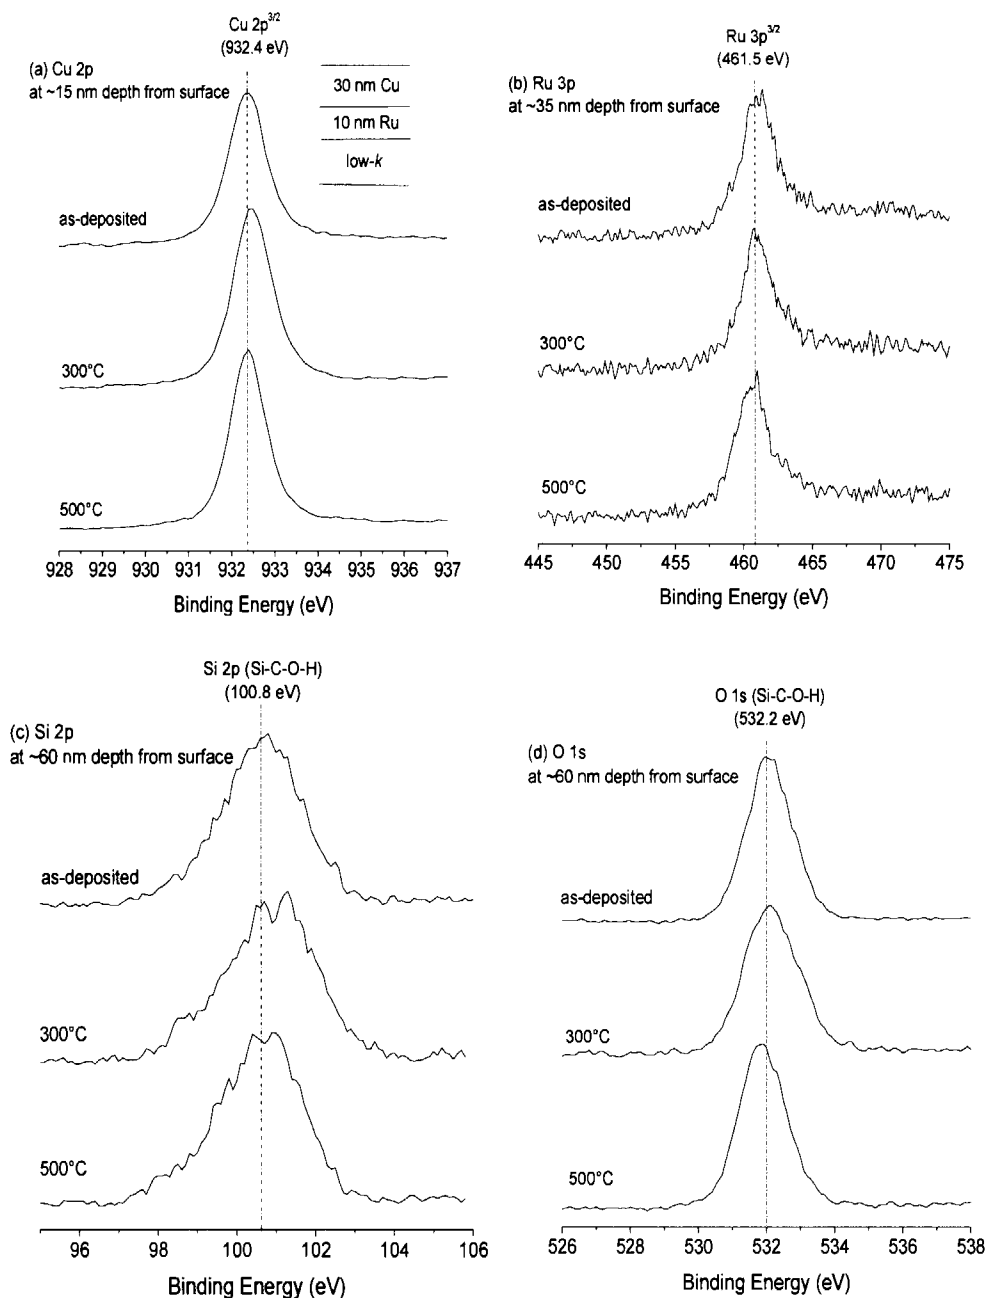 Cu 2p3/2
(932.4 eV)
(a) Cu 2p
at ~15 nm depth from surface
30 nm Cu
10 nm Ru
low-k
as-deposited
300°C
500°C
928 929 930 931 932 933 934 935 936 937
Binding Energy (eV)
Ru 3p3/2
(461.5 eV)
(b) Ru 3p
at ~35 nm depth from surface
as-deposited
300°C
500°C
445 450 455 460 465 470 475
Binding Energy (eV)
Si 2p (Si-C-O-H)
(100.8 eV)
(c) Si 2p
at ~60 nm depth from surface
as-deposited
300°C
500°C
96 98 100 102 104 106
Binding Energy (eV)
O 1s (Si-C-O-H)
(532.2 eV)
(d) O 1s
at ~60 nm depth from surface
as-deposited
300°C
500°C
526 528 530 532 534 536 538
Binding Energy (eV)